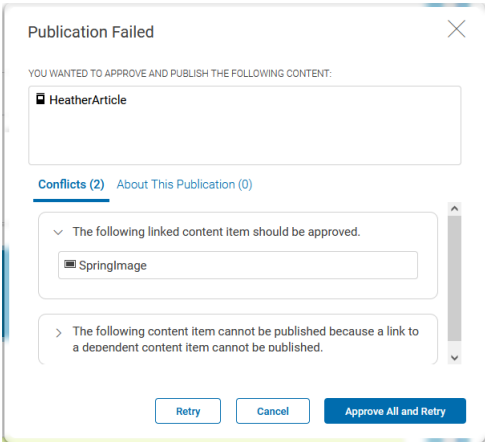 Publication Failed
YOU WANTED TO APPROVE AND PUBLISH THE FOLLOWING CONTENT:
HeatherArticle
Conflicts (2) About This Publication (0)
The following linked content item should be approved.
SpringImage
The following content item cannot be published because a link to
a dependent content item cannot be published.
Retry Cancel Approve All and Retry